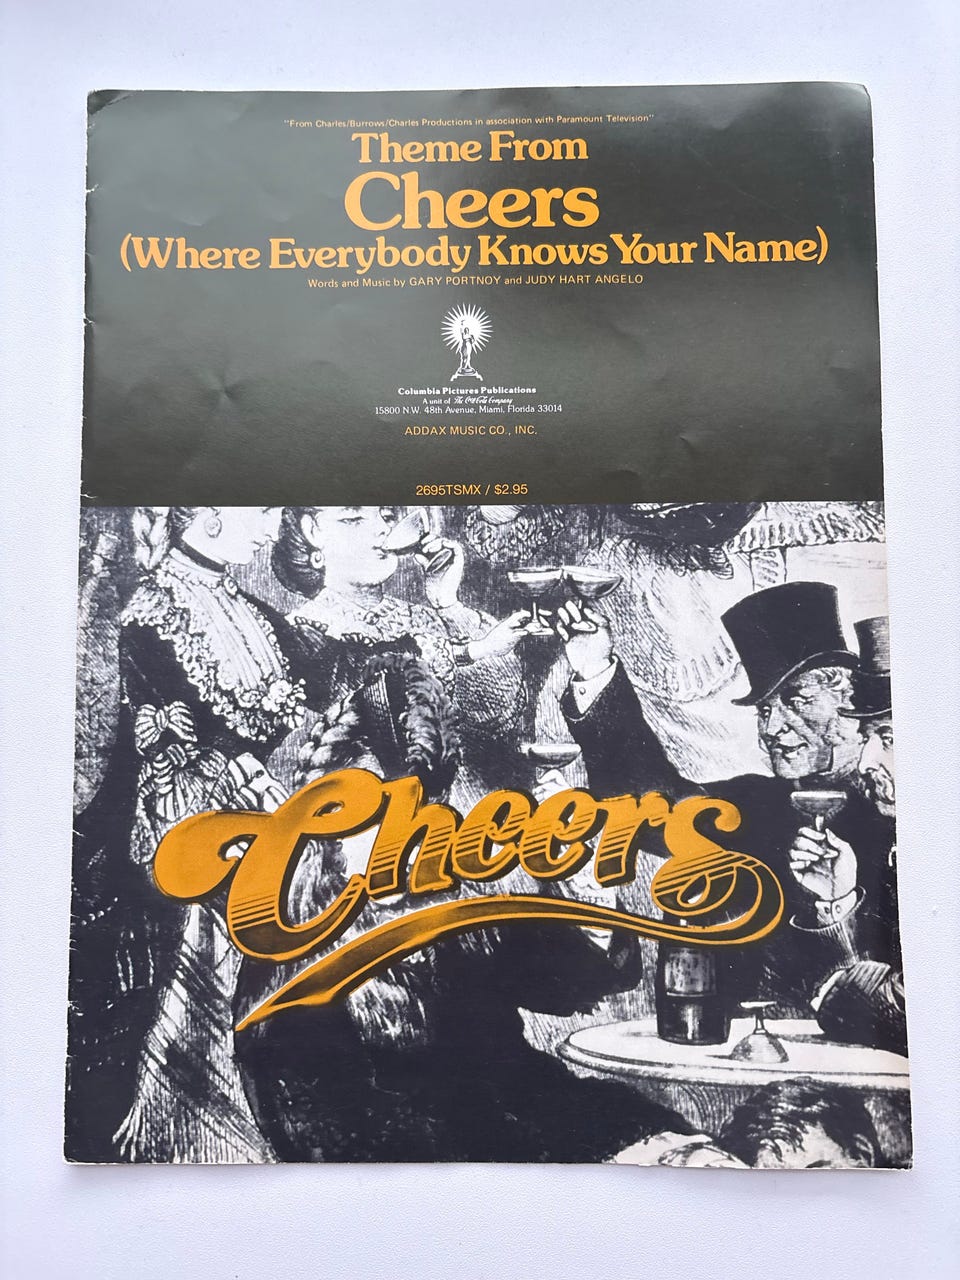 "From Charles/Burrows/Charles Productions in association with Paramount Television"
Theme From
Cheers
(Where Everybody Knows Your Name)
Words and Music by GARY PORTNOY and JUDY HART ANGELO
Columbia Pictures Publications
A unit of The Coca-Cola Company
15800 N.W. 48th Avenue, Miami, Florida 33014
ADDAX MUSIC CO., INC.
2695TSMX / $2.95
Cheers